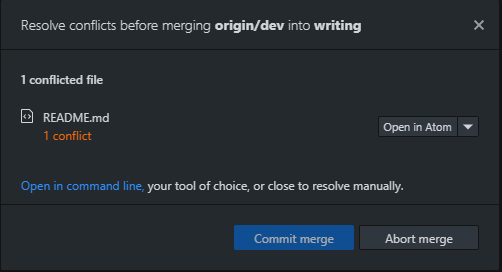 Resolve conflicts before merging origin/dev into writing
1 conflicted file
README.md
1 conflict
Open in Atom
Open in command line, your tool of choice, or close to resolve manually.
Commit merge
Abort merge